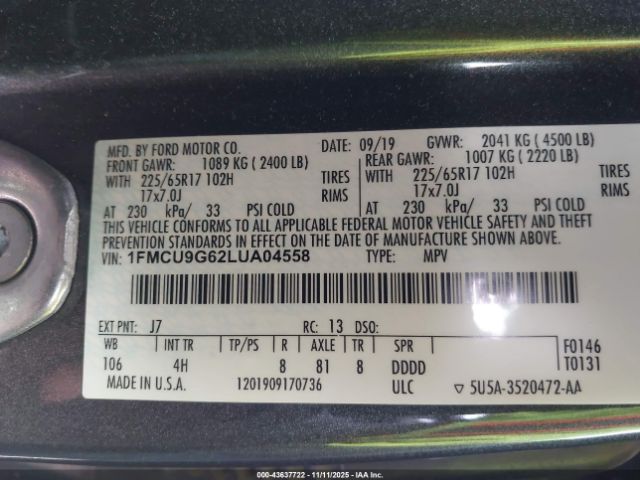 MFD. BY FORD MOTOR CO. DATE: 09/19 GVWR: 2041 KG ( 4500 LB)
FRONT GAWR: 1089 KG ( 2400 LB) REAR GAWR: 1007 KG ( 2220 LB)
WITH 225/65R17 102H TIRES WITH 225/65R17 102H TIRES
17x7.0J RIMS 17x7.0J RIMS
AT 230 kPa/ 33 PSI COLD AT 230 kPa/ 33 PSI COLD
THIS VEHICLE CONFORMS TO ALL APPLICABLE FEDERAL MOTOR VEHICLE SAFETY AND THEFT
PREVENTION STANDARDS IN EFFECT ON THE DATE OF MANUFACTURE SHOWN ABOVE.
VIN: 1FMCU9G62LUA04558 TYPE: MPV
EXT PNT: J7 RC: 13 DSO:
WB INT TR TP/PS R AXLE TR SPR F0146
106 4H 8 81 8 DDDD T0131
MADE IN U.S.A. 1201909170736 ULC ▽ 5U5A-3520472-AA
000-43637722 - 11/11/2025 - IAAI.COM